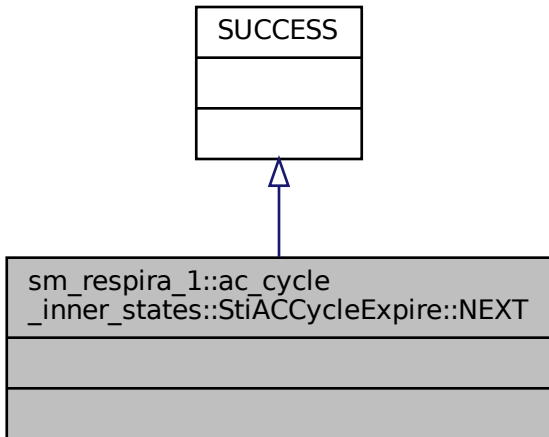 SUCCESS
sm_respira_1::ac_cycle
_inner_states::StiACCycleExpire::NEXT